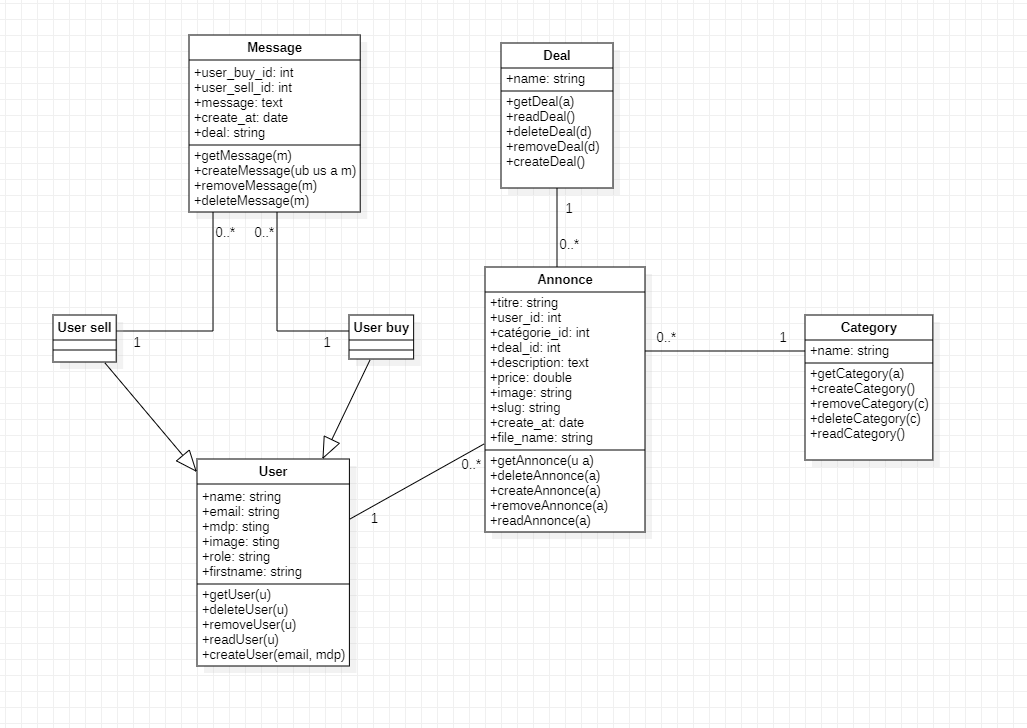 Message
+user_buy_id: int
+user_sell_id: int
+message: text
+create_at: date
+deal: string
+getMessage(m)
+createMessage(ub us a m)
+removeMessage(m)
+deleteMessage(m)
Deal
+name: string
+getDeal(a)
+readDeal()
+deleteDeal(d)
+removeDeal(d)
+createDeal()
0..*
0..*
1
0..*
User sell
1
User buy
1
Annonce
+titre: string
+user_id: int
+catégorie_id: int
+deal_id: int
+description: text
+price: double
+image: string
+slug: string
+create_at: date
+file_name: string
+getAnnonce(u a)
+deleteAnnonce(a)
+createAnnonce(a)
+removeAnnonce(a)
+readAnnonce(a)
0..*
1
Category
+name: string
+getCategory(a)
+createCategory()
+removeCategory(c)
+deleteCategory(c)
+readCategory()
User
+name: string
+email: string
+mdp: sting
+image: sting
+role: string
+firstname: string
+getUser(u)
+deleteUser(u)
+removeUser(u)
+readUser(u)
+createUser(email, mdp)
0..*
1